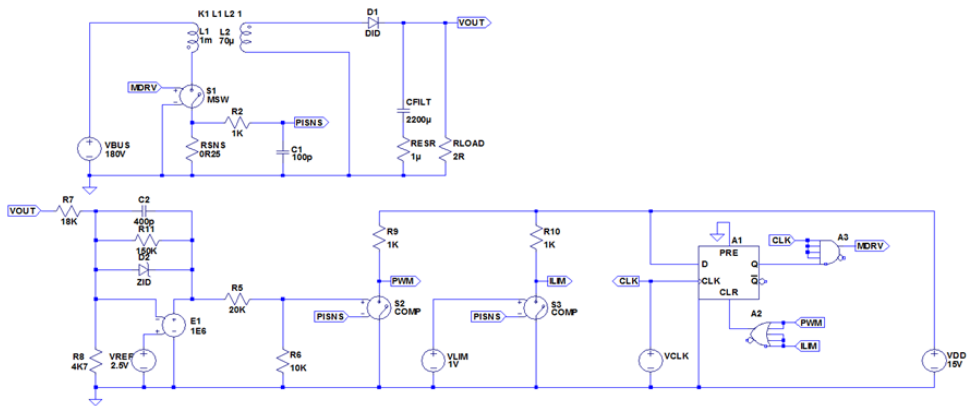 K1 L1 L2 1
L1
1m
L2
70µ
D1
DID
VOUT
MDRV
S1
MSW
R2
1K
PISNS
CFILT
2200µ
VBUS
180V
RSNS
0R25
C1
100p
RESR
1µ
RLOAD
2R
VOUT
R7
18K
C2
400p
R11
150K
D2
ZID
R9
1K
R10
1K
PWM
ILIM
CLK
A1
PRE
D
Q
CLK
Q
CLR
CLK
A3
MDRV
A2
PWM
ILIM
R5
20K
PISNS
S2
COMP
PISNS
S3
COMP
E1
1E6
R8
4K7
VREF
2.5V
R6
10K
VLIM
1V
VCLK
VDD
15V